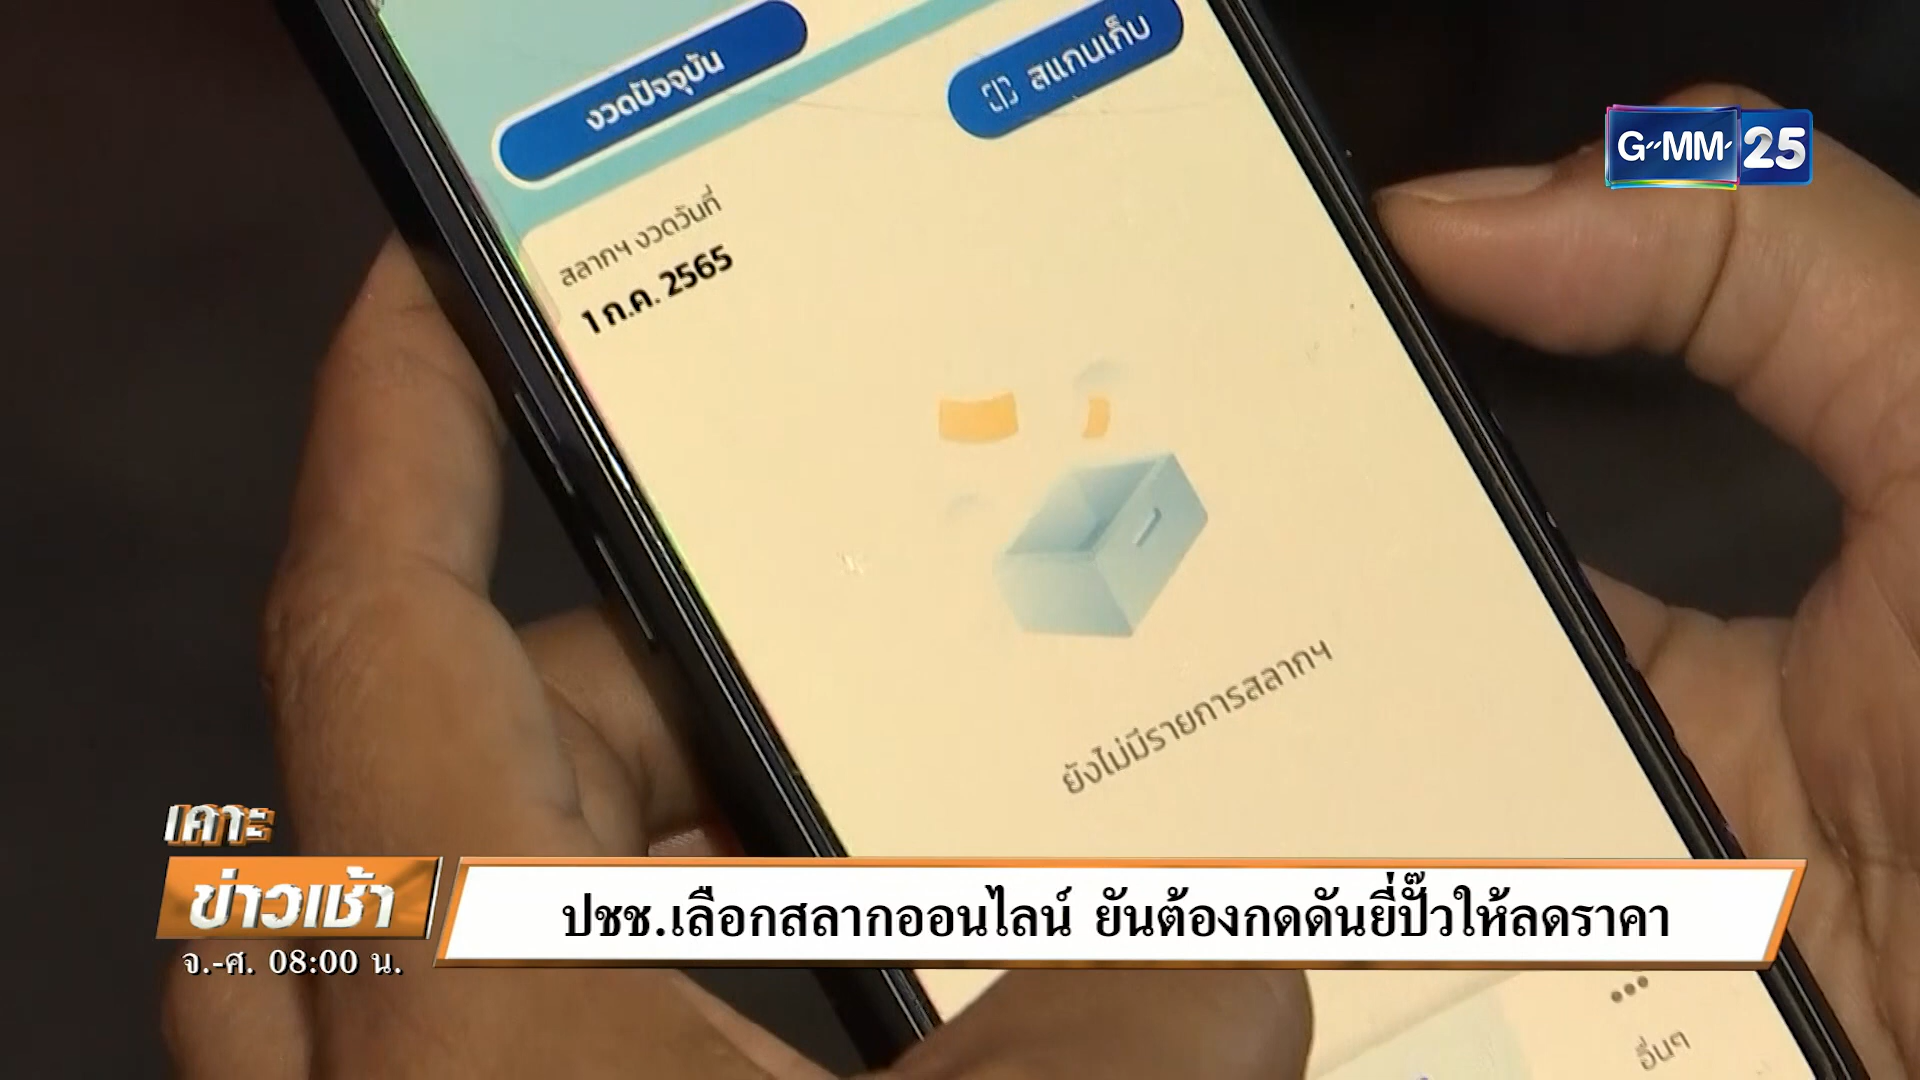 งวดปัจจุบัน
สแกนเก็บ
G-MM- 25
สลากฯ งวดวันที่
1 ก.ค. 2565
ยังไม่มีรายการสลากฯ
เคาะ
ข่าวเช้า
จ.-ศ. 08:00 น.
ปชช.เลือกสลากออนไลน์ ยันต้องกดดันยี่ปั๊วให้ลดราคา
อื่นๆ